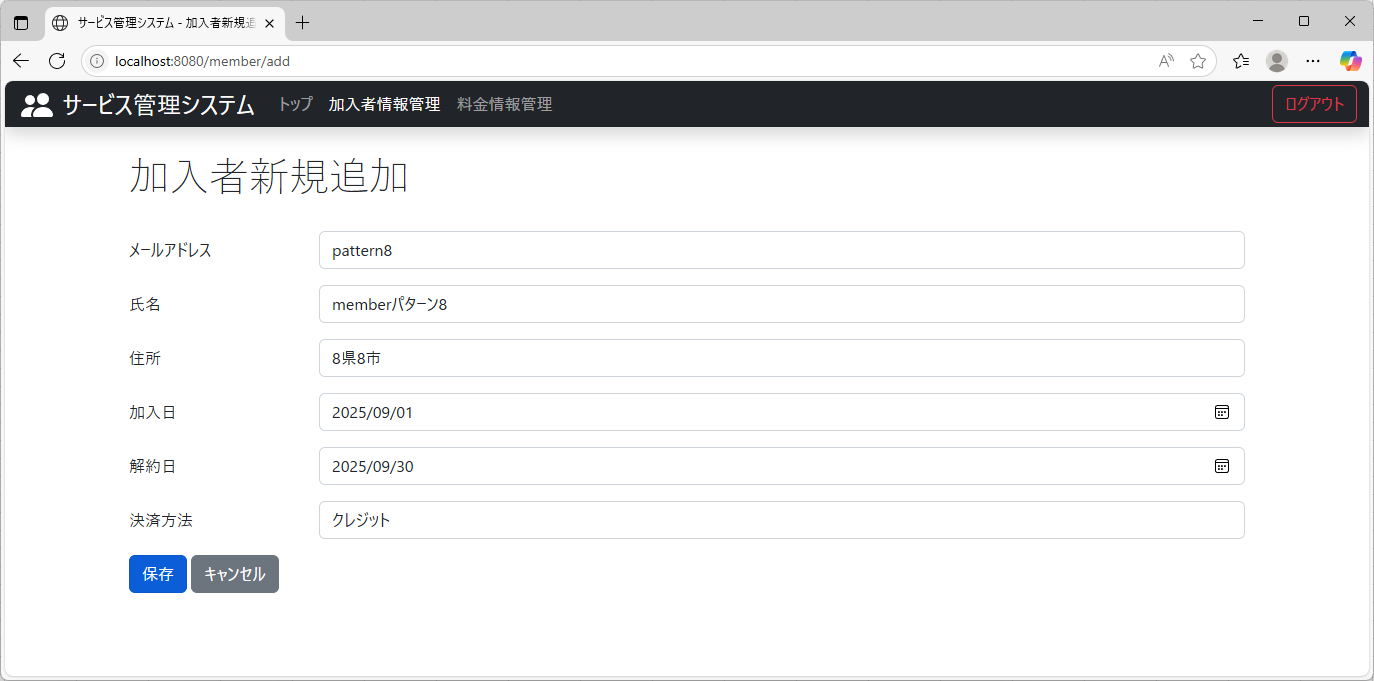 サービス管理システム - 加入者新規追
localhost:8080/member/add
サービス管理システム トップ 加入者情報管理 料金情報管理 ログアウト
加入者新規追加
メールアドレス pattern8
氏名 memberパターン8
住所 8県8市
加入日 2025/09/01
解約日 2025/09/30
決済方法 クレジット
保存 キャンセル